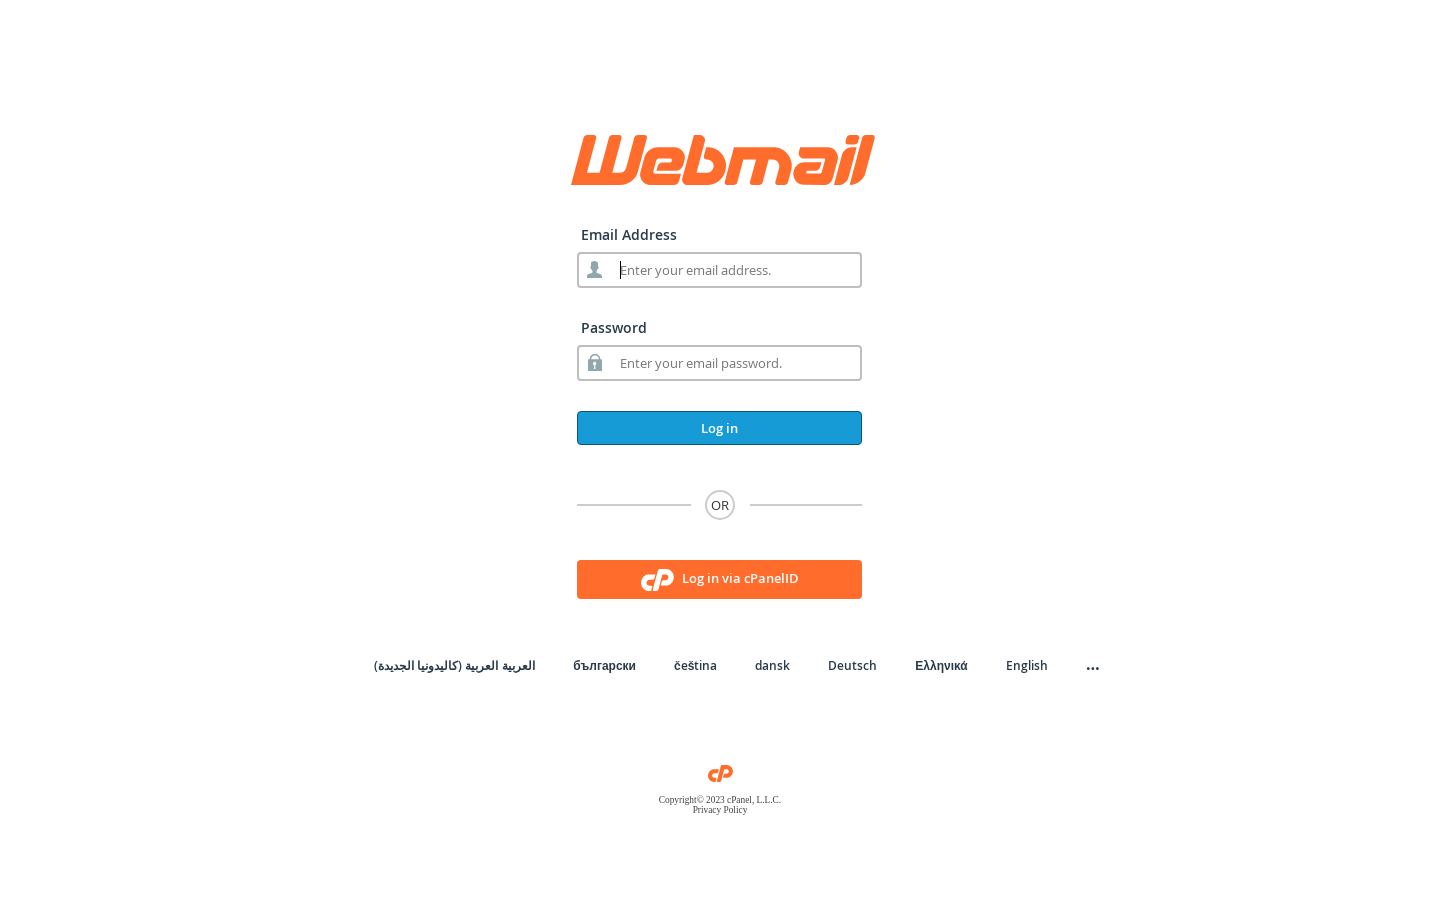 Webmail
Email Address
Enter your email address.
Password
Enter your email password.
Log in
OR
cP Log in via cPanelID
العربية العربية (كاليدونيا الجديدة) български čeština dansk Deutsch Ελληνικά English ...
cP
Copyright© 2023 cPanel, L.L.C.
Privacy Policy